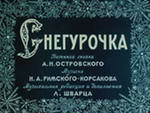 СНЕГУРОЧКА
Весенняя сказка
А.Н.ОСТРОВСКОГО
Музыка
Н.А.РИМСКОГО-КОРСАКОВА
Музыкальная редакция и дополнения
Л. ШВАРЦА